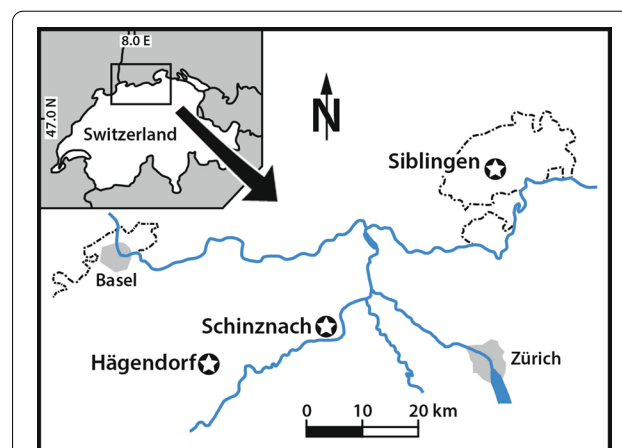 8.0 E
47.0 N
Switzerland
N
Siblingen
Basel
Schinznach
Hägendorf
Zürich
0 10 20 km